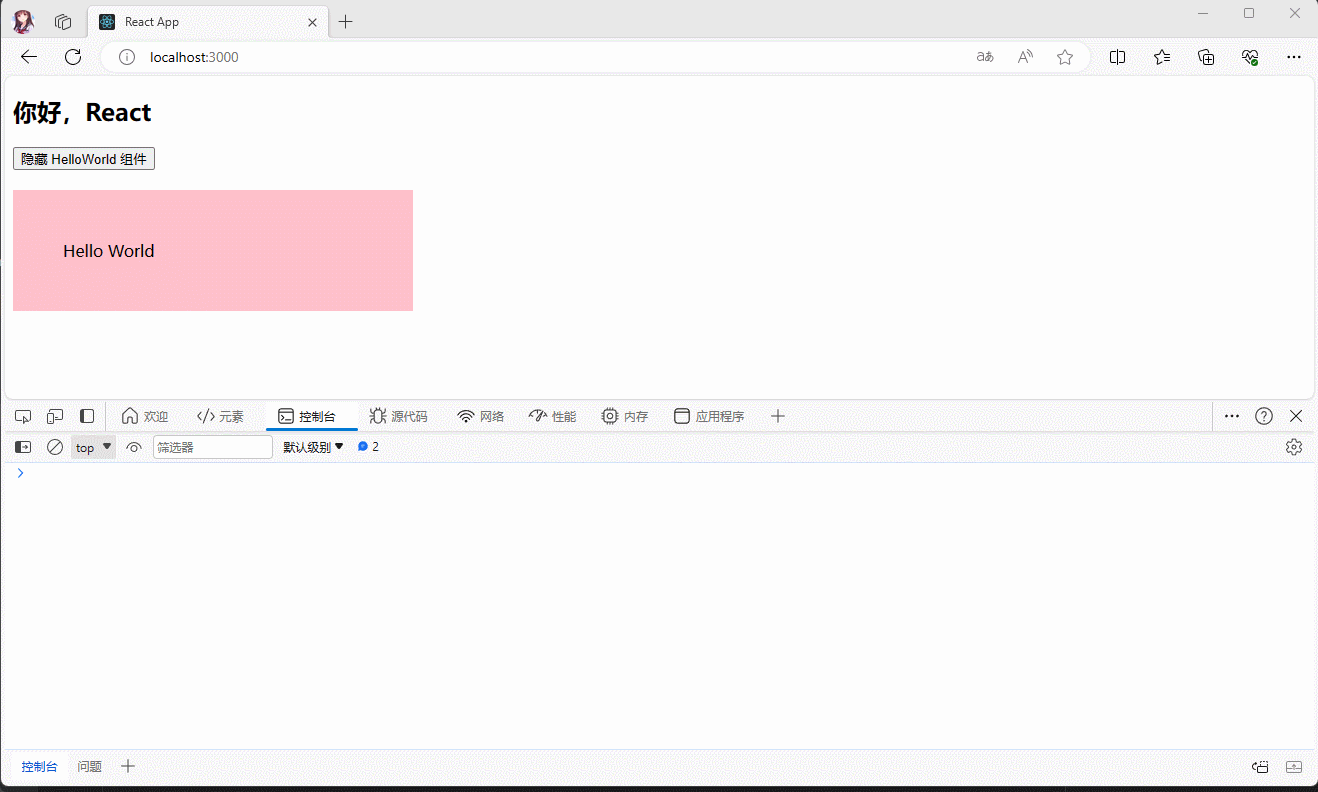 React App
localhost:3000
aあ
A
你好，React
隐藏 HelloWorld 组件
Hello World
欢迎
元素
控制台
源代码
网络
性能
内存
应用程序
top
筛选器
默认级别
2
控制台
问题